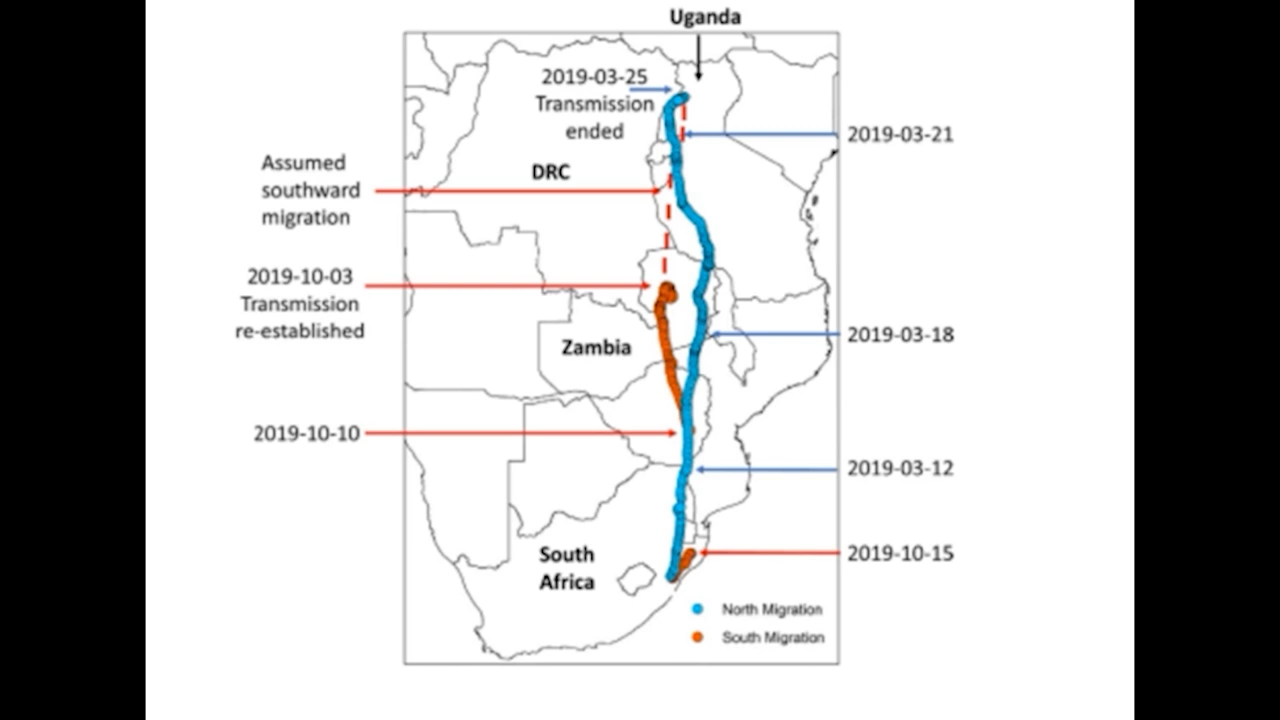 Uganda
2019-03-25
Transmission
ended
2019-03-21
Assumed
southward
migration
DRC
2019-10-03
Transmission
re-established
2019-03-18
Zambia
2019-10-10
2019-03-12
South
Africa
2019-10-15
North Migration
South Migration